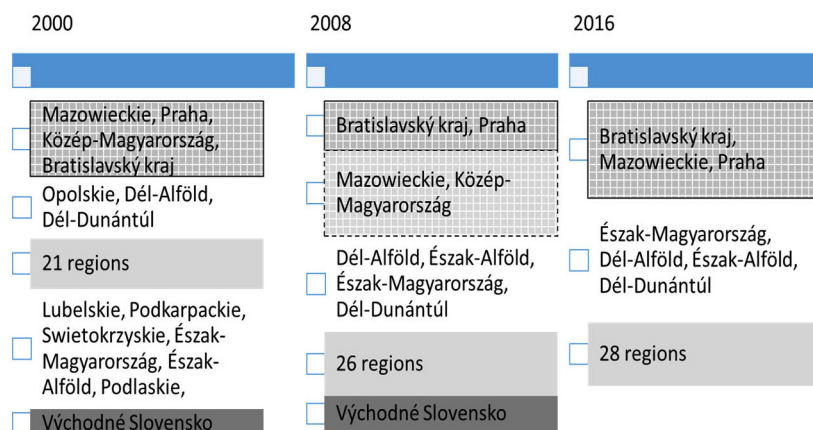 2000
Mazowieckie, Praha,
Közép-Magyarország,
Bratislavský kraj
Opolskie, Dél-Alföld,
Dél-Dunántúl
21 regions
Lubelskie, Podkarpackie,
Swietokrzyskie, Észak-
Magyarország, Észak-
Alföld, Podlaskie,
Východné Slovensko
2008
Bratislavský kraj, Praha
Mazowieckie, Közép-
Magyarország
Dél-Alföld, Észak-Alföld,
Észak-Magyarország,
Dél-Dunántúl
26 regions
Východné Slovensko
2016
Bratislavský kraj,
Mazowieckie, Praha
Észak-Magyarország,
Dél-Alföld, Észak-Alföld,
Dél-Dunántúl
28 regions